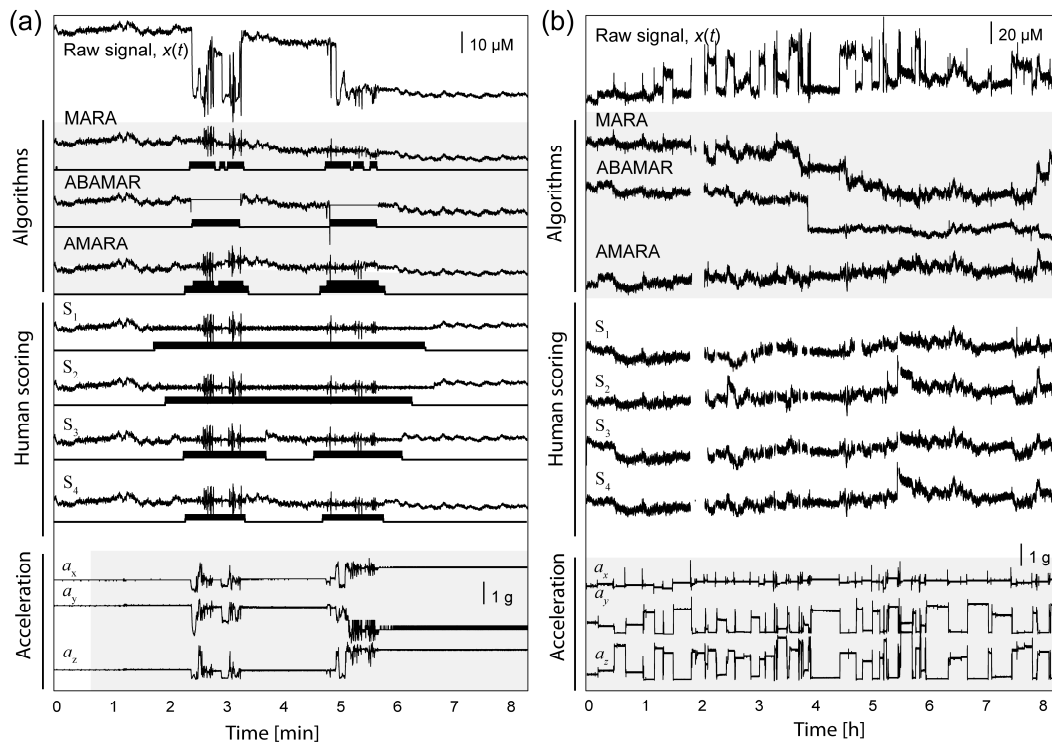 (a)
Raw signal, x(t)
10 µM
Algorithms
MARA
ABAMAR
AMARA
Human scoring
S1
S2
S3
S4
Acceleration
ax
ay
az
1 g
0 1 2 3 4 5 6 7 8
Time [min]
(b)
Raw signal, x(t)
20 µM
Algorithms
MARA
ABAMAR
AMARA
Human scoring
S1
S2
S3
S4
Acceleration
1 g
ax
ay
az
0 1 2 3 4 5 6 7 8
Time [h]